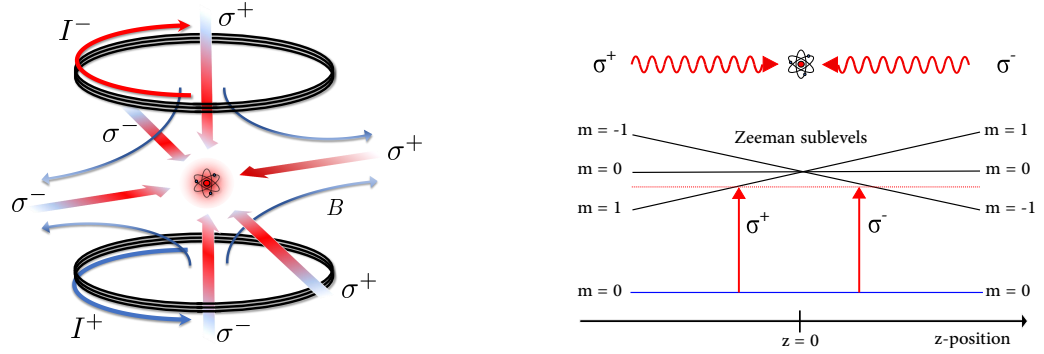 I⁻
σ⁺
σ⁻
σ⁺
σ⁻
B
σ⁺
I⁺
σ⁻
σ⁺
σ⁻
m = -1
Zeeman sublevels
m = 1
m = 0
m = 0
m = 1
m = -1
σ⁺
σ⁻
m = 0
m = 0
z = 0
z-position